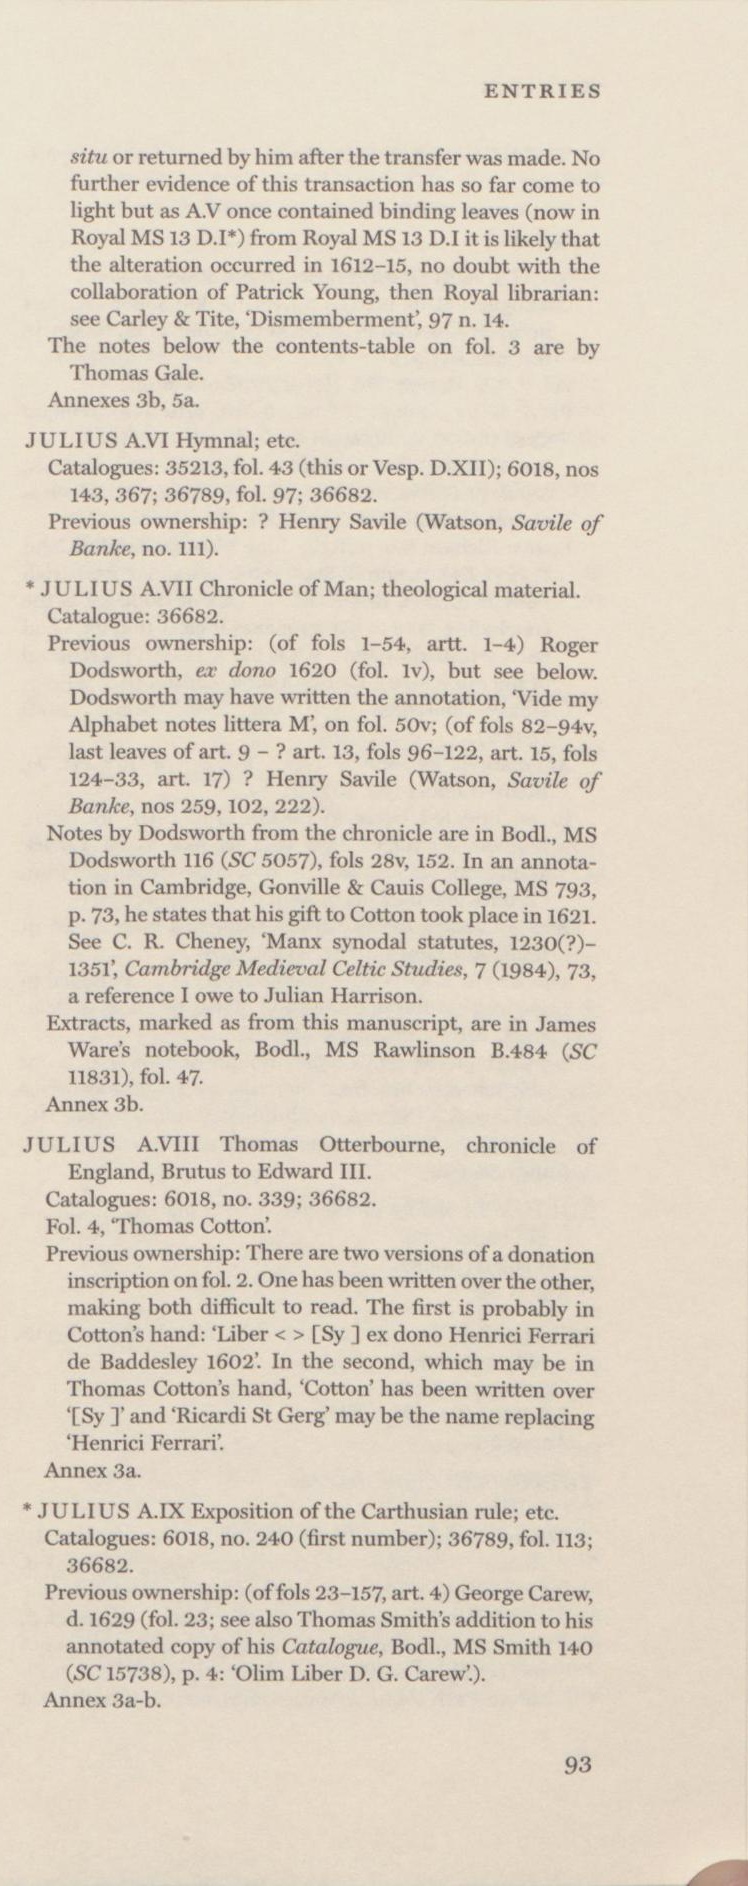 ENTRIES
situ or returned by him after the transfer was made. No
further evidence of this transaction has so far come to
light but as A.V once contained binding leaves (now in
Royal MS 13 D.I*) from Royal MS 13 D.I it is likely that
the alteration occurred in 1612–15, no doubt with the
collaboration of Patrick Young, then Royal librarian:
see Carley & Tite, ‘Dismemberment’, 97 n. 14.
The notes below the contents-table on fol. 3 are by
Thomas Gale.
Annexes 3b, 5a.
JULIUS A.VI Hymnal; etc.
Catalogues: 35213, fol. 43 (this or Vesp. D.XII); 6018, nos
143, 367; 36789, fol. 97; 36682.
Previous ownership: ? Henry Savile (Watson, Savile of
Banke, no. 111).
* JULIUS A.VII Chronicle of Man; theological material.
Catalogue: 36682.
Previous ownership: (of fols 1–54, artt. 1–4) Roger
Dodsworth, ex dono 1620 (fol. 1v), but see below.
Dodsworth may have written the annotation, ‘Vide my
Alphabet notes littera M’, on fol. 50v; (of fols 82–94v,
last leaves of art. 9 – ? art. 13, fols 96–122, art. 15, fols
124–33, art. 17) ? Henry Savile (Watson, Savile of
Banke, nos 259, 102, 222).
Notes by Dodsworth from the chronicle are in Bodl., MS
Dodsworth 116 (SC 5057), fols 28v, 152. In an annota-
tion in Cambridge, Gonville & Cauis College, MS 793,
p. 73, he states that his gift to Cotton took place in 1621.
See C. R. Cheney, ‘Manx synodal statutes, 1230(?)–
1351’, Cambridge Medieval Celtic Studies, 7 (1984), 73,
a reference I owe to Julian Harrison.
Extracts, marked as from this manuscript, are in James
Ware’s notebook, Bodl., MS Rawlinson B.484 (SC
11831), fol. 47.
Annex 3b.
JULIUS A.VIII Thomas Otterbourne, chronicle of
England, Brutus to Edward III.
Catalogues: 6018, no. 339; 36682.
Fol. 4, ‘Thomas Cotton’.
Previous ownership: There are two versions of a donation
inscription on fol. 2. One has been written over the other,
making both difficult to read. The first is probably in
Cotton’s hand: ‘Liber < > [Sy ] ex dono Henrici Ferrari
de Baddesley 1602’. In the second, which may be in
Thomas Cotton’s hand, ‘Cotton’ has been written over
‘[Sy ]’ and ‘Ricardi St Gerg’ may be the name replacing
‘Henrici Ferrari’.
Annex 3a.
* JULIUS A.IX Exposition of the Carthusian rule; etc.
Catalogues: 6018, no. 240 (first number); 36789, fol. 113;
36682.
Previous ownership: (of fols 23–157, art. 4) George Carew,
d. 1629 (fol. 23; see also Thomas Smith’s addition to his
annotated copy of his Catalogue, Bodl., MS Smith 140
(SC 15738), p. 4: ‘Olim Liber D. G. Carew’.).
Annex 3a-b.
93